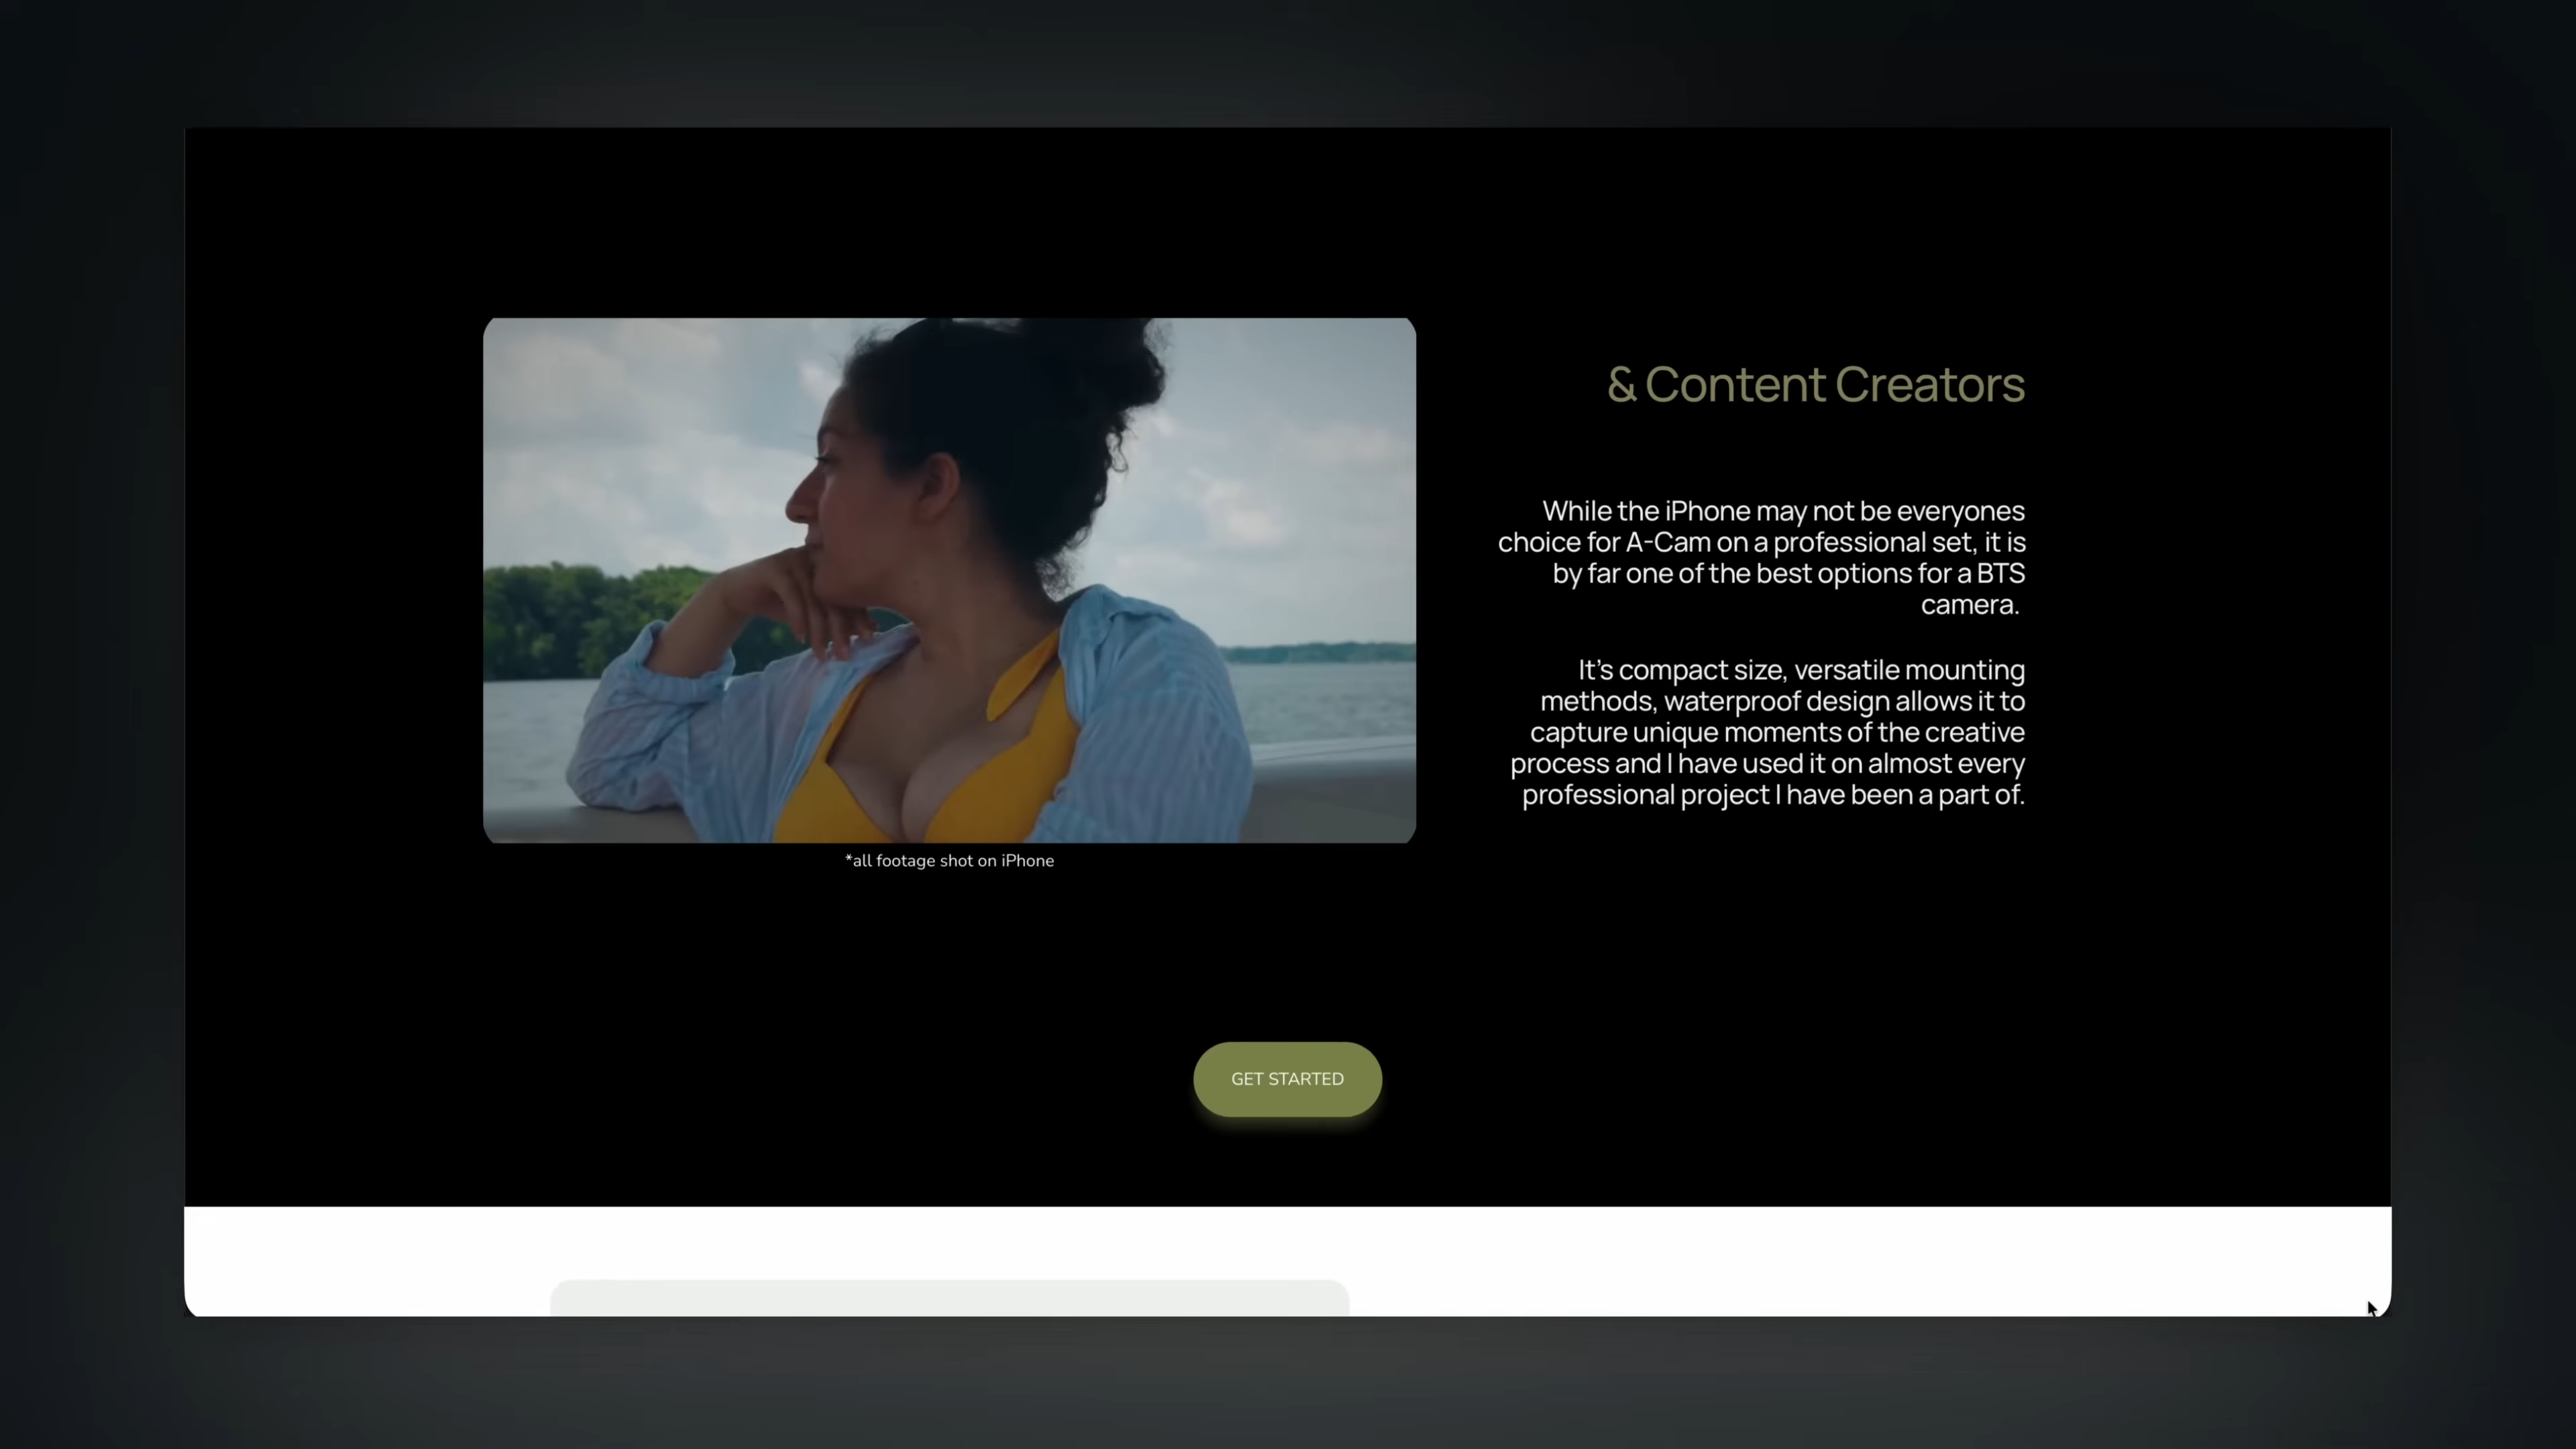 & Content Creators
While the iPhone may not be everyones
choice for A-Cam on a professional set, it is
by far one of the best options for a BTS
camera.
It's compact size, versatile mounting
methods, waterproof design allows it to
capture unique moments of the creative
process and I have used it on almost every
professional project I have been a part of.
*all footage shot on iPhone
GET STARTED